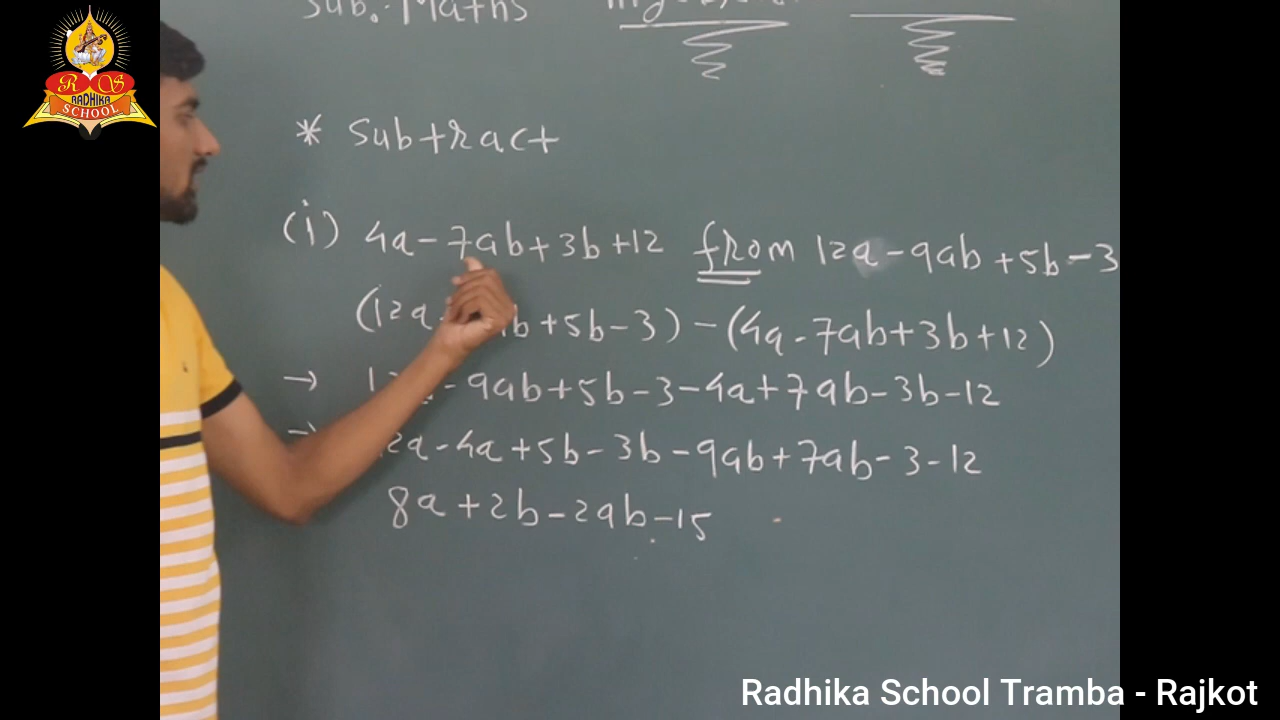 Sub. Maths
R S
RADHIKA
SCHOOL
* Subtract
(i) 4a - 7ab + 3b + 12 from 12a - 9ab + 5b - 3
(12a b + 5b - 3) - (4a - 7ab + 3b + 12)
→ 1 - 9ab + 5b - 3 - 4a + 7ab - 3b - 12
→ 2a - 4a + 5b - 3b - 9ab + 7ab - 3 - 12
8a + 2b - 2ab - 15
Radhika School Tramba - Rajkot